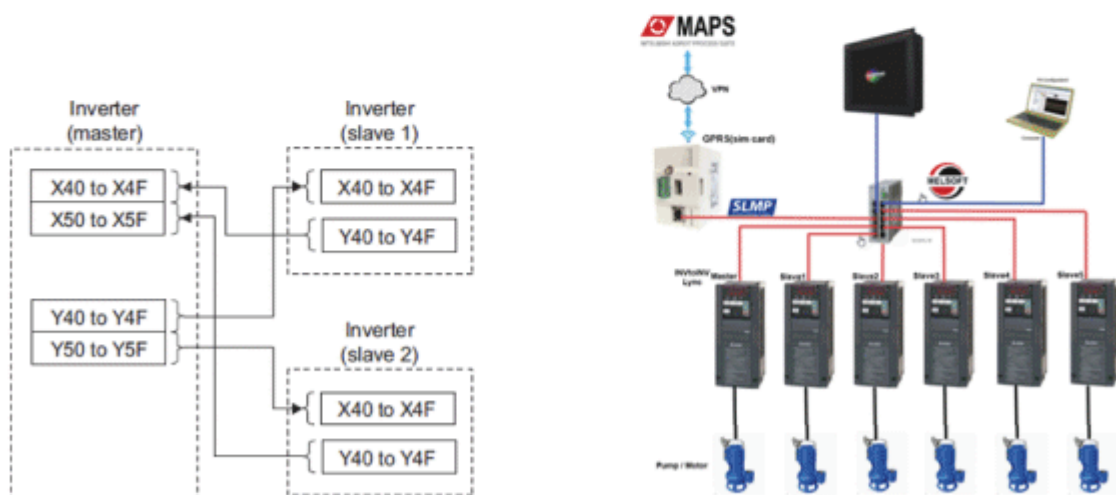 Inverter
(master)
X40 to X4F
X50 to X5F
Y40 to Y4F
Y50 to Y5F
Inverter
(slave 1)
X40 to X4F
Y40 to Y4F
Inverter
(slave 2)
X40 to X4F
Y40 to Y4F
MAPS
VPN
GPRS(sim card)
SLMP
MELSOFT
INVtoINV
Lync
Master
Slave1
Slave2
Slave3
Slave4
Slave5
Pump / Motor